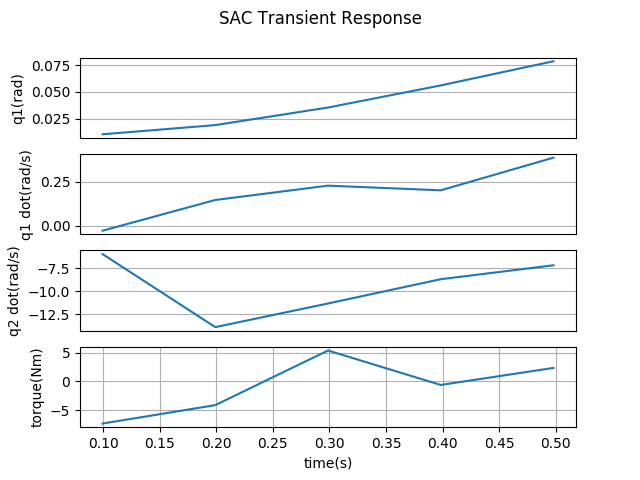 SAC Transient Response
0.075
0.050
0.025
q1(rad)
0.25
0.00
q1 dot(rad/s)
−7.5
−10.0
−12.5
q2 dot(rad/s)
5
0
−5
torque(Nm)
0.10 0.15 0.20 0.25 0.30 0.35 0.40 0.45 0.50
time(s)